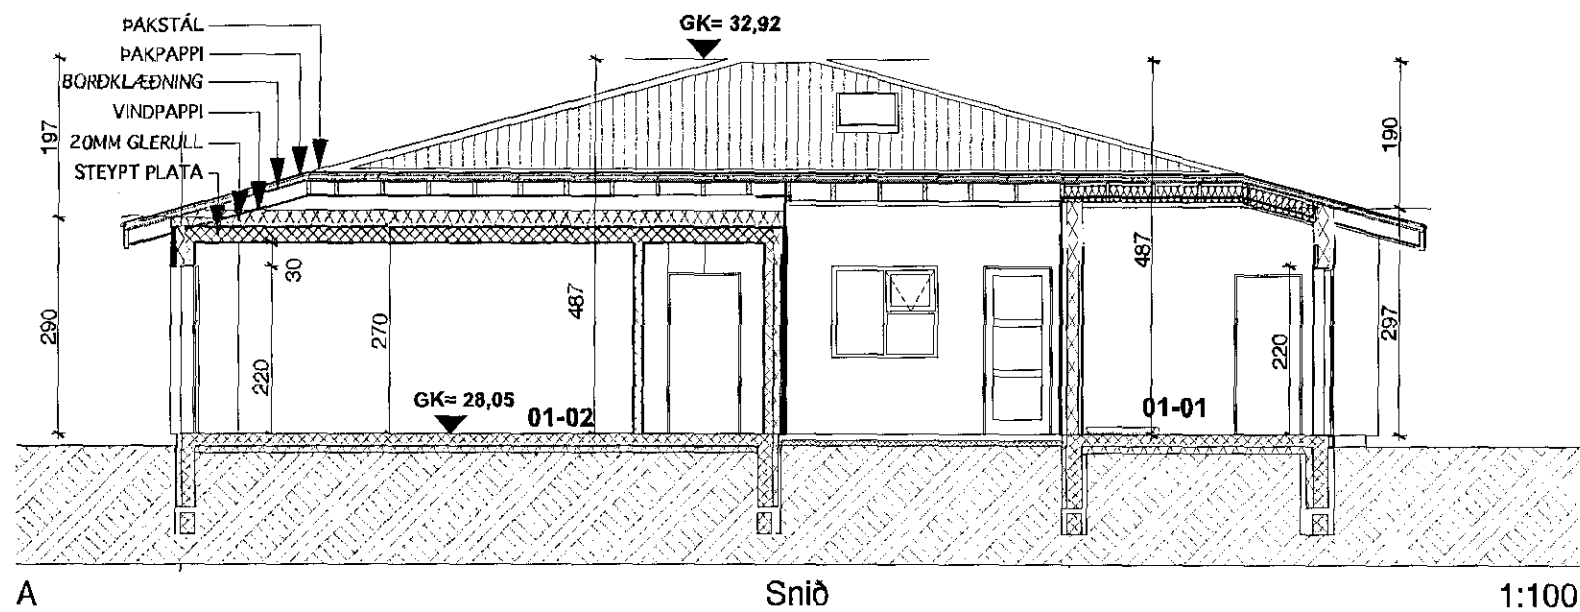 ÞAKSTÁL
ÞAKPAPPI
BORÐKLÆÐNING
VINDPAPPI
20MM GLERULL
STEYPT PLATA
GK= 32,92
197
190
30
487
487
290
270
220
297
220
GK= 28,05
01-02
01-01
A Snið 1:100